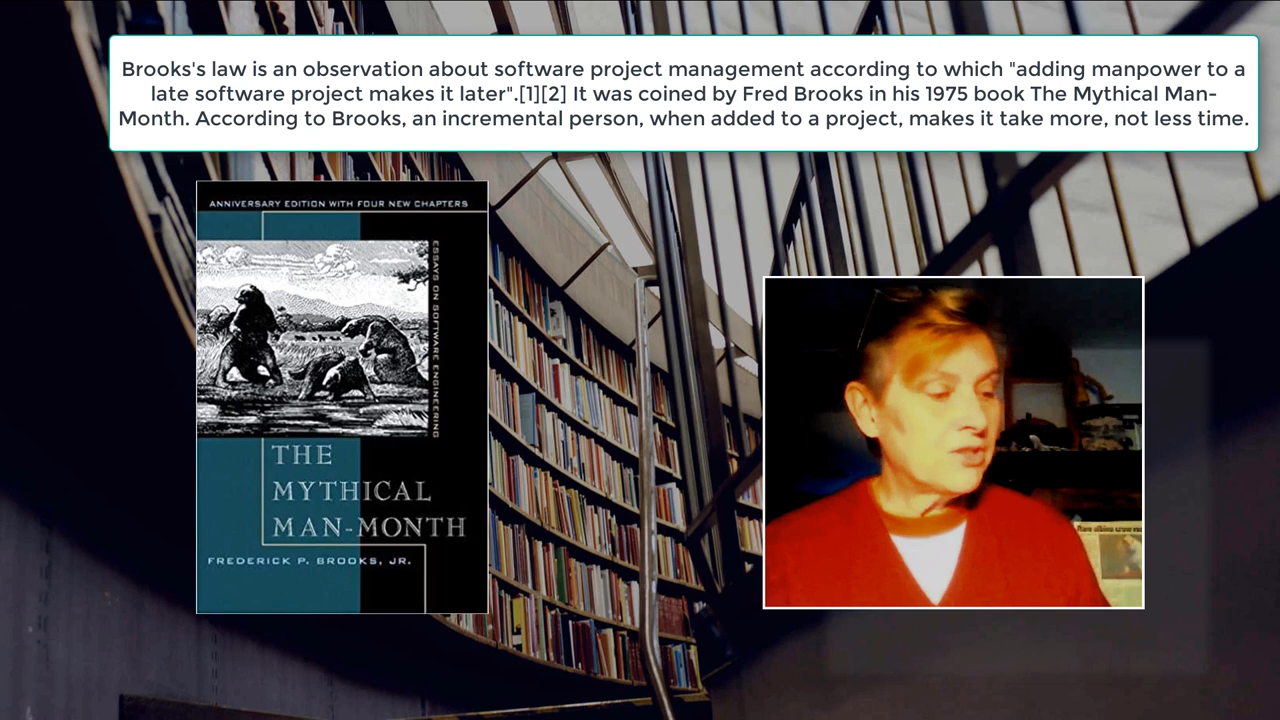 Brooks's law is an observation about software project management according to which "adding manpower to a
late software project makes it later".[1][2] It was coined by Fred Brooks in his 1975 book The Mythical Man-
Month. According to Brooks, an incremental person, when added to a project, makes it take more, not less time.
ANNIVERSARY EDITION WITH FOUR NEW CHAPTERS
ESSAYS ON SOFTWARE ENGINEERING
THE
MYTHICAL
MAN-MONTH
FREDERICK P. BROOKS, JR.